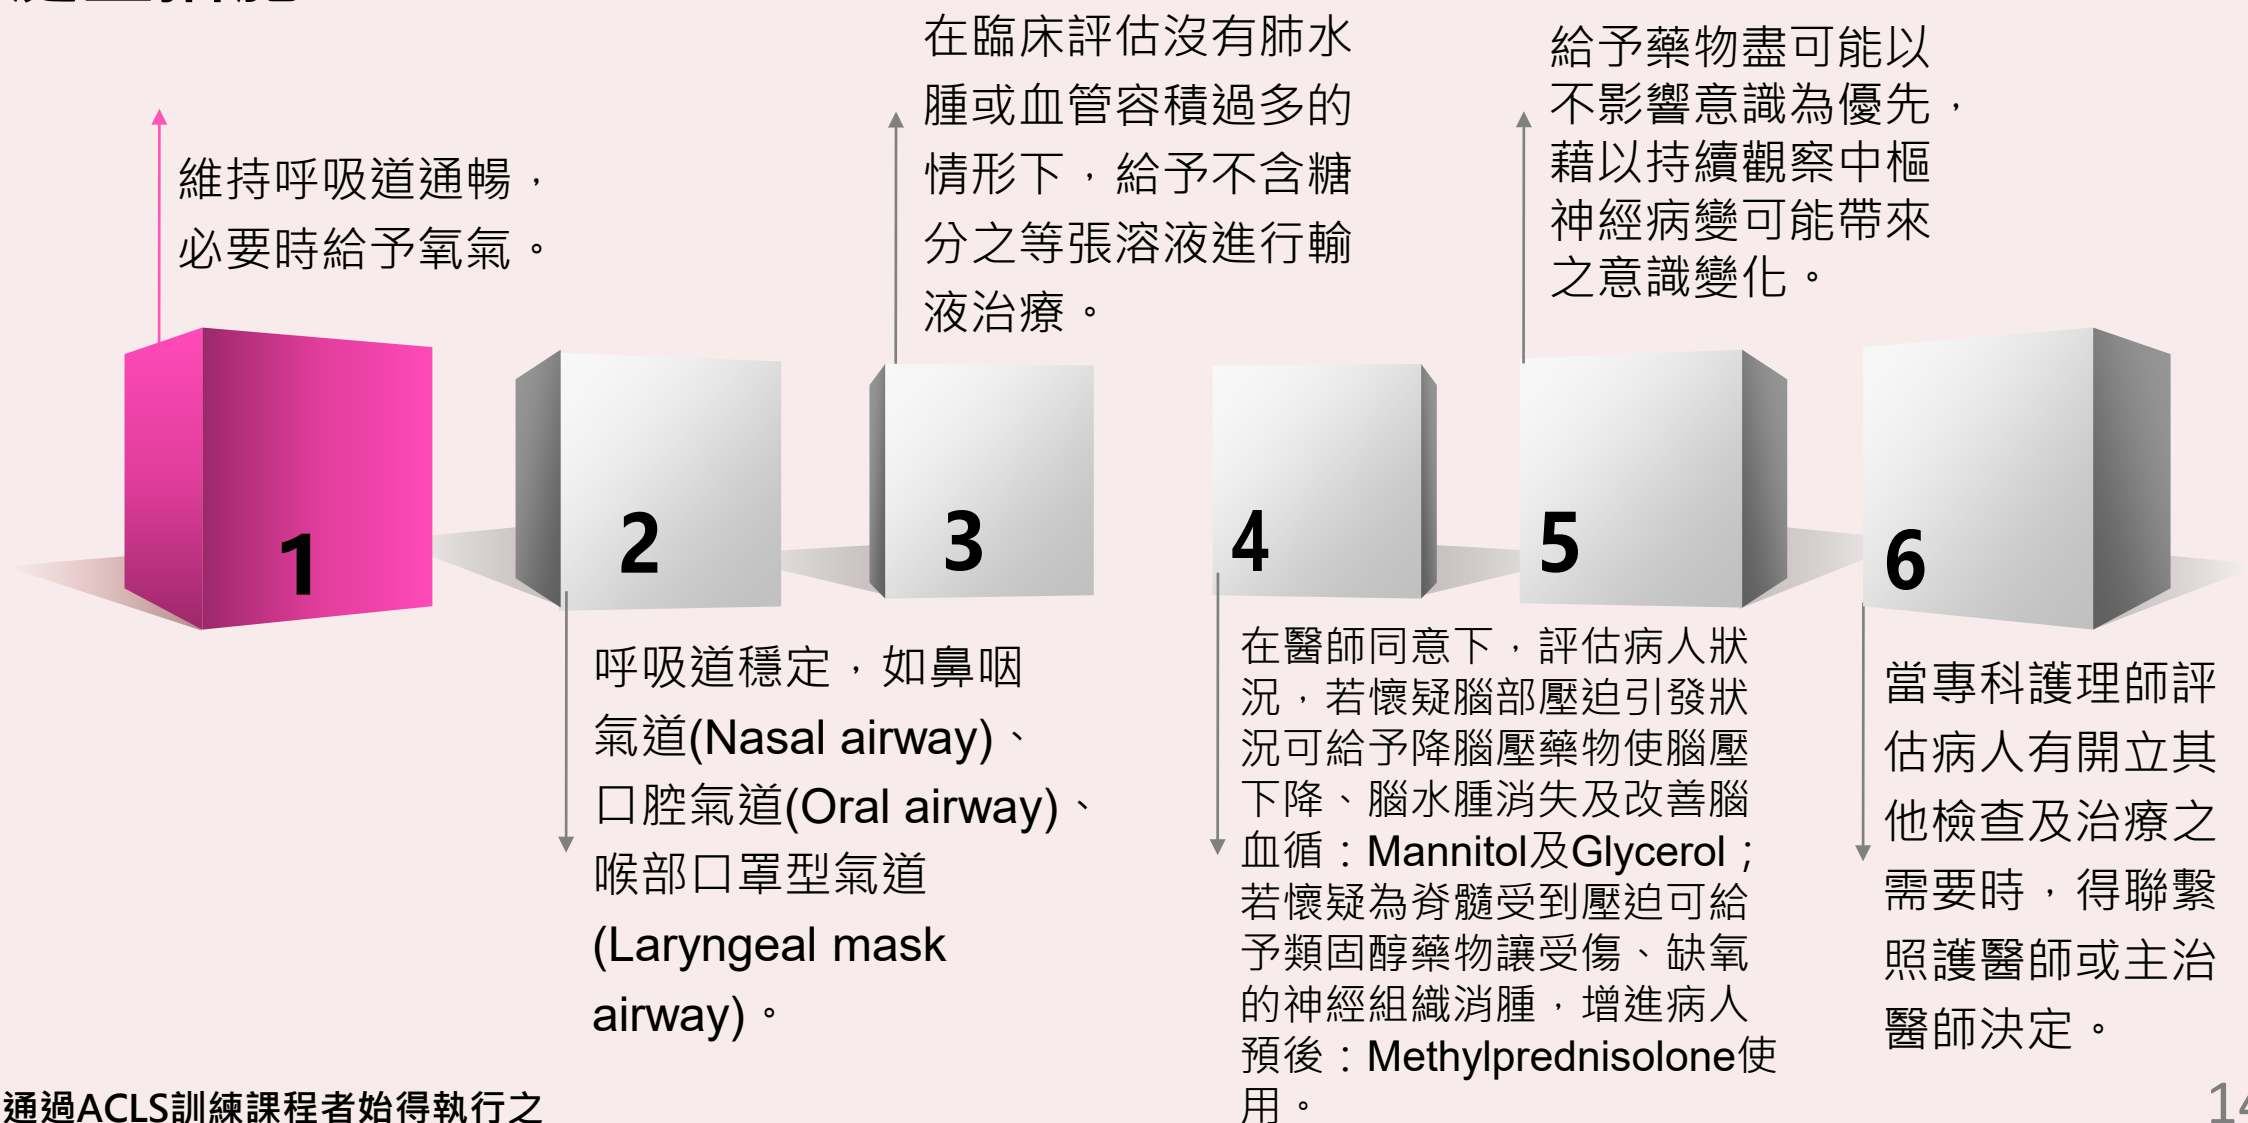 維持呼吸道通暢，
必要時給予氧氣。
1
2
呼吸道穩定，如鼻咽
氣道(Nasal airway)、
口腔氣道(Oral airway)、
喉部口罩型氣道
(Laryngeal mask
airway)。
在臨床評估沒有肺水
腫或血管容積過多的
情形下，給予不含糖
分之等張溶液進行輸
液治療。
3
4
在醫師同意下，評估病人狀
況，若懷疑腦部壓迫引發狀
況可給予降腦壓藥物使腦壓
下降、腦水腫消失及改善腦
血循：Mannitol及Glycerol；
若懷疑為脊髓受到壓迫可給
予類固醇藥物讓受傷、缺氧
的神經組織消腫，增進病人
預後：Methylprednisolone使
用。
給予藥物盡可能以
不影響意識為優先，
藉以持續觀察中樞
神經病變可能帶來
之意識變化。
5
6
當專科護理師評
估病人有開立其
他檢查及治療之
需要時，得聯繫
照護醫師或主治
醫師決定。
通過ACLS訓練課程者始得執行之
14